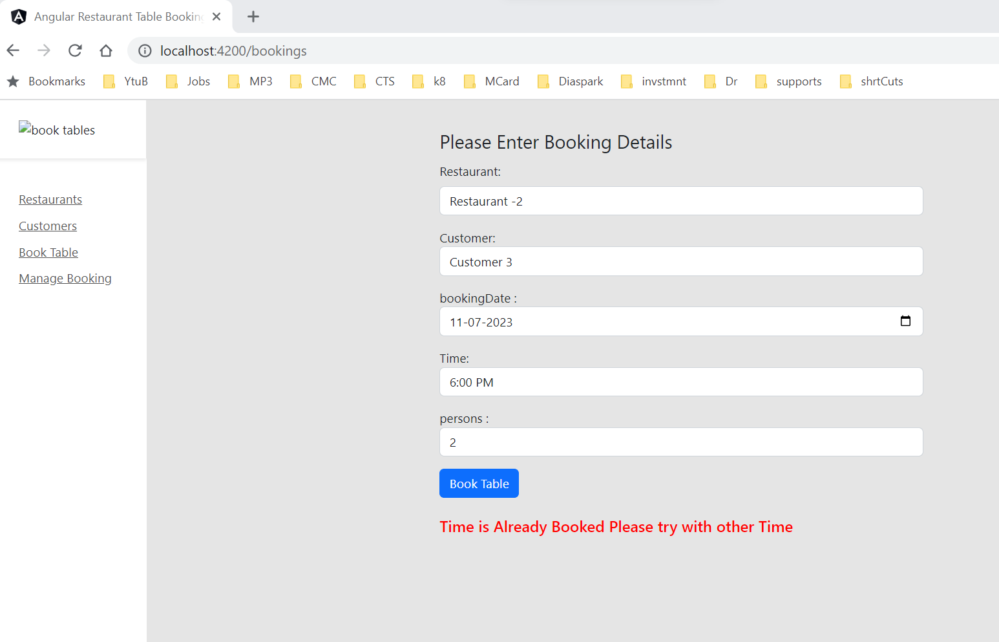 Angular Restaurant Table Booking
localhost:4200/bookings
Bookmarks YtuB Jobs MP3 CMC CTS k8 MCard Diaspark invstmnt Dr supports shrtCuts
book tables
Restaurants
Customers
Book Table
Manage Booking
Please Enter Booking Details
Restaurant:
Restaurant -2
Customer:
Customer 3
bookingDate :
11-07-2023
Time:
6:00 PM
persons :
2
Book Table
Time is Already Booked Please try with other Time